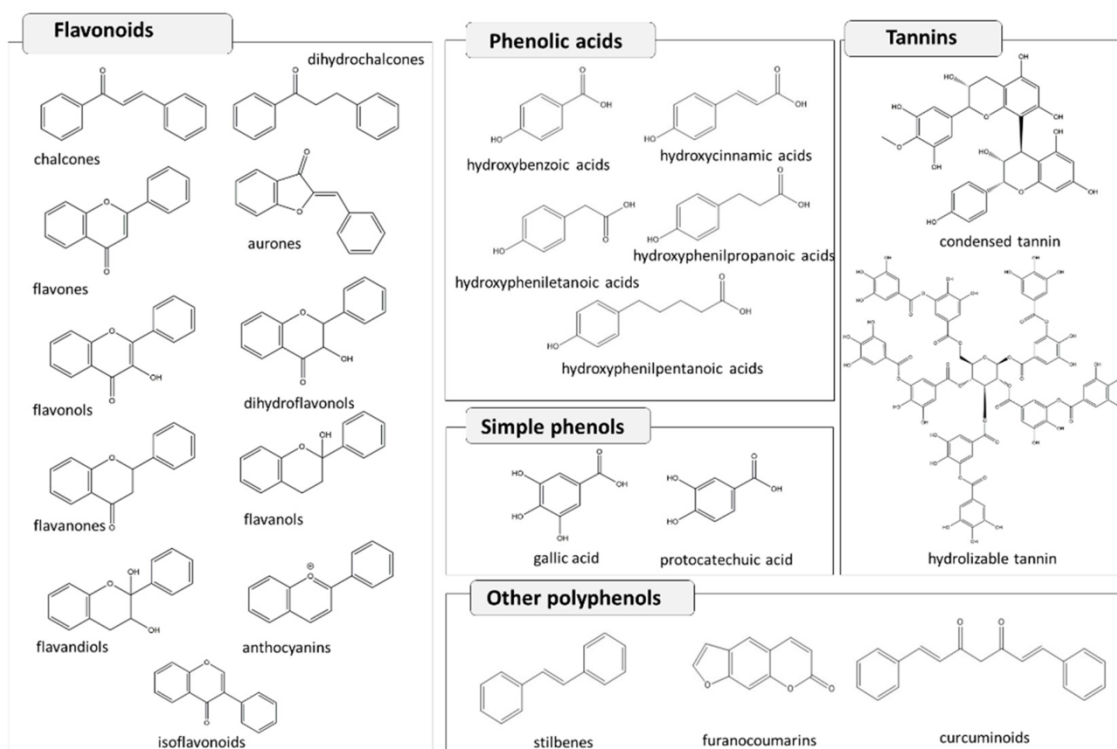 Flavonoids
dihydrochalcones
chalcones
aurones
flavones
flavonols
dihydroflavonols
flavanones
flavanols
flavandiols
anthocyanins
isoflavonoids
Phenolic acids
hydroxybenzoic acids
hydroxycinnamic acids
hydroxypheniletanoic acids
hydroxyphenilpropanoic acids
hydroxyphenilpentanoic acids
Simple phenols
gallic acid
protocatechuic acid
Tannins
condensed tannin
hydrolizable tannin
Other polyphenols
stilbenes
furanocoumarins
curcuminoids